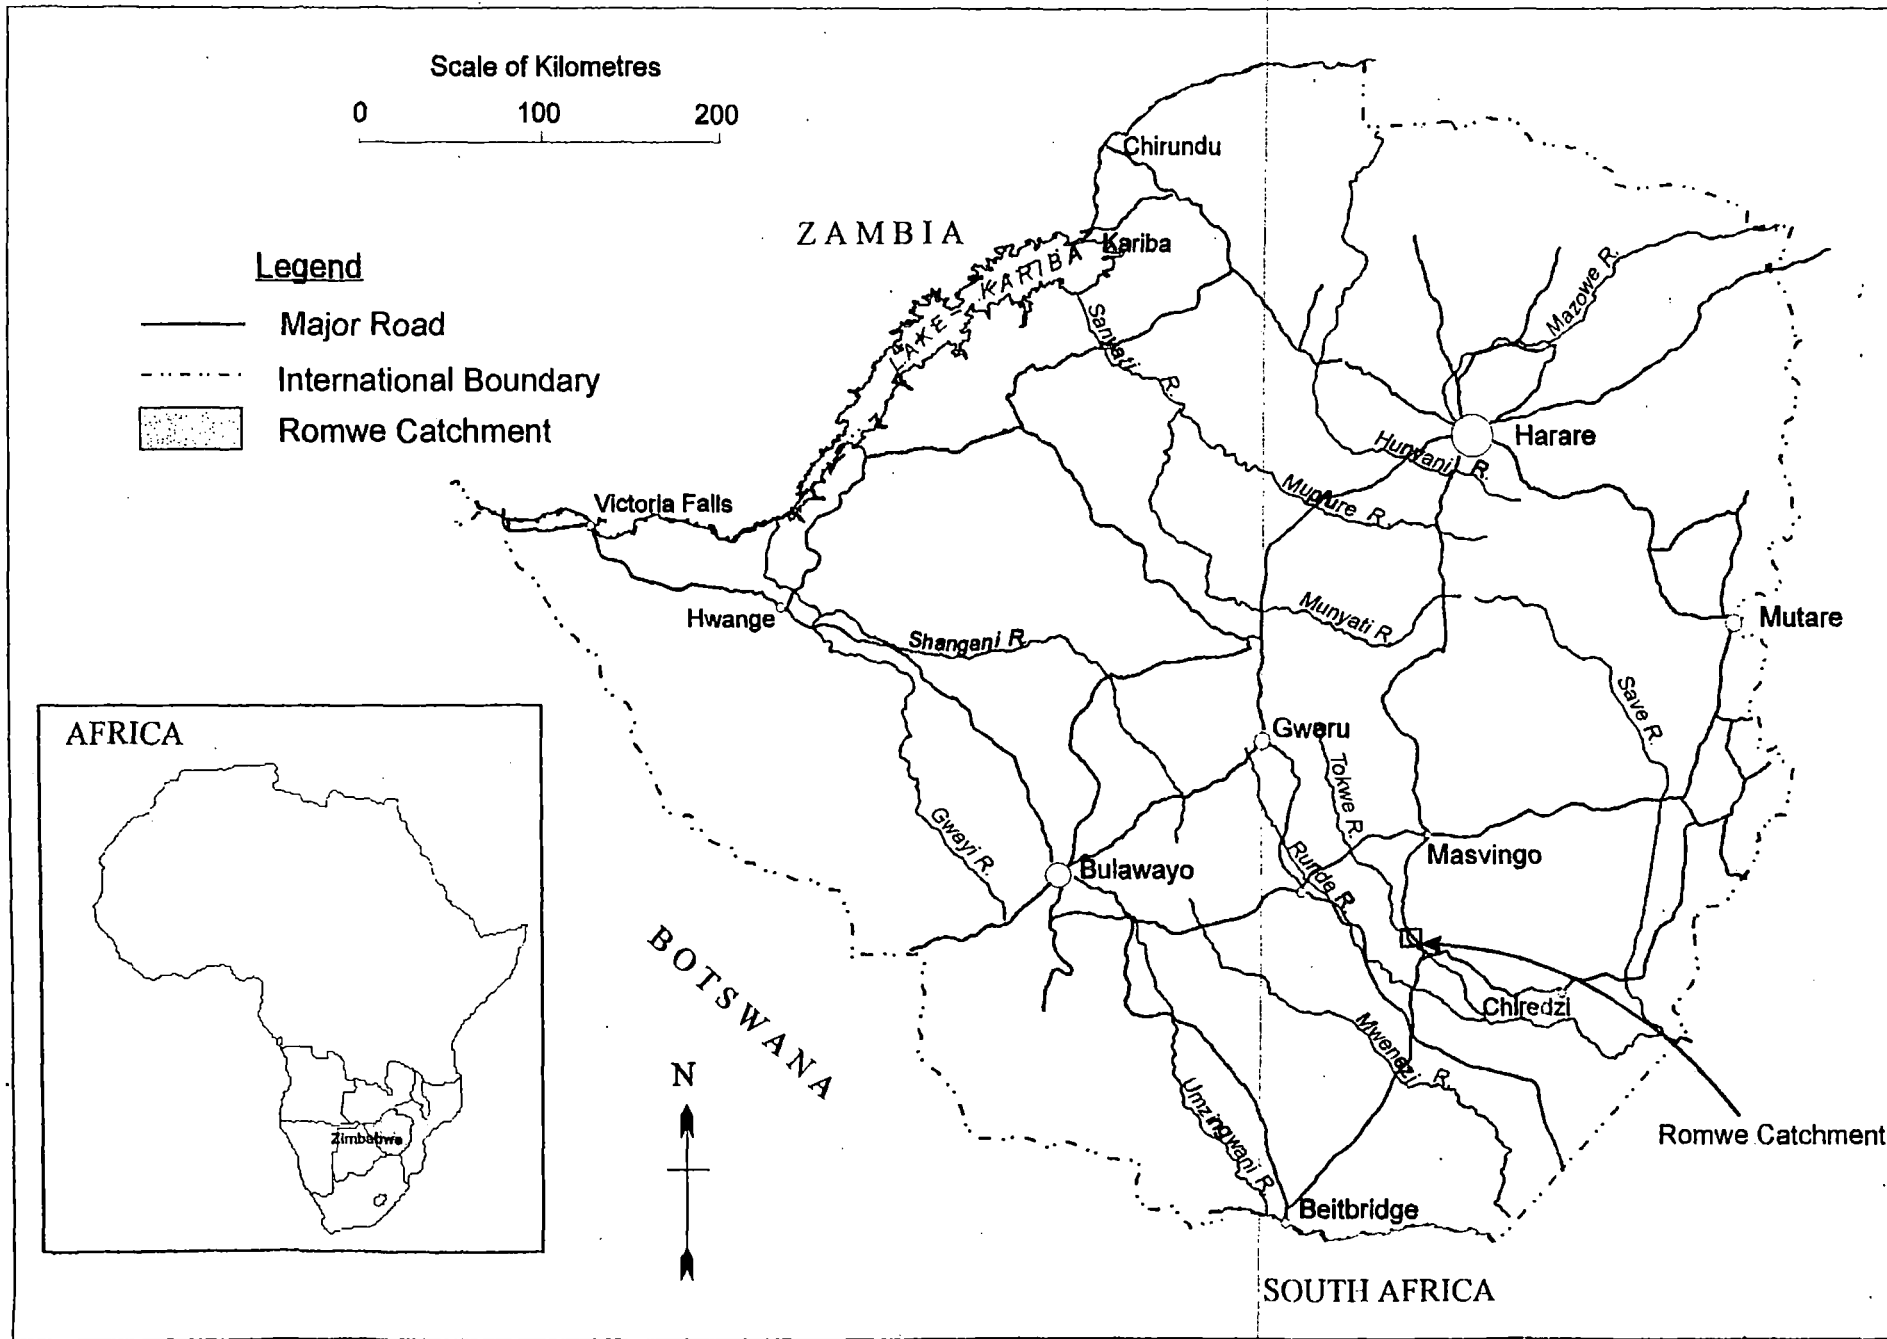 Scale of Kilometres
0 100 200
Chirundu
ZAMBIA
Kariba
LAKE KARIBA
Legend
Major Road
International Boundary
Romwe Catchment
Sanyati R.
Mazowe R.
Harare
Hunyani R.
Victoria Falls
Mupfure R.
Hwange
Shangani R.
Munyati R.
Mutare
Save R.
AFRICA
Gweru
Tokwe R.
Gwayi R.
Bulawayo
Runde R.
Masvingo
BOTSWANA
Chiredzi
Mwenezi R.
N
Umzingwani R.
Zimbabwe
Romwe Catchment
Beitbridge
SOUTH AFRICA